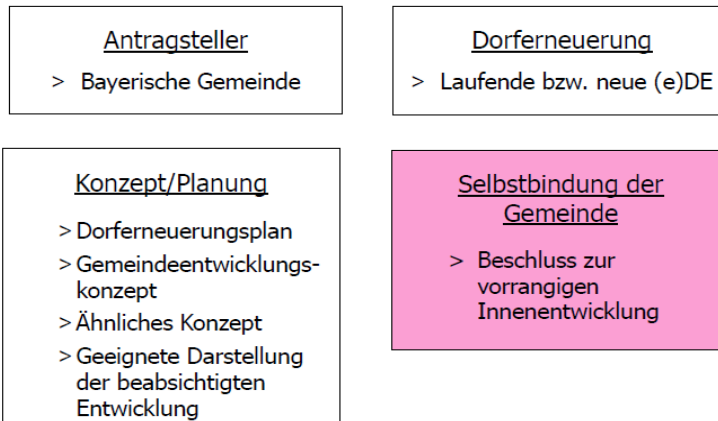 Antragsteller
> Bayerische Gemeinde
Dorferneuerung
> Laufende bzw. neue (e)DE
Konzept/Planung
> Dorferneuerungsplan
> Gemeindeentwicklungs-
konzept
> Ähnliches Konzept
> Geeignete Darstellung
der beabsichtigten
Entwicklung
Selbstbindung der
Gemeinde
> Beschluss zur
vorrangigen
Innenentwicklung